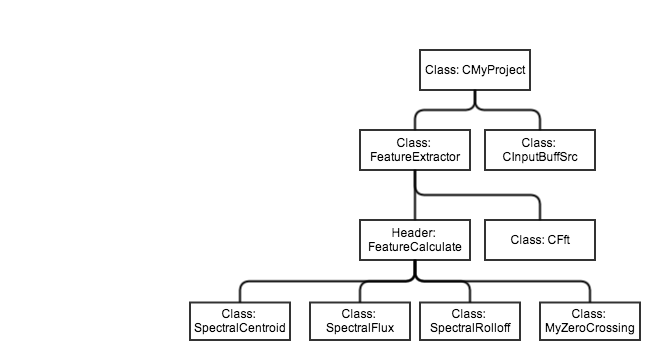 Class: CMyProject
Class:
FeatureExtractor
Class:
CInputBuffSrc
Header:
FeatureCalculate
Class: CFft
Class:
SpectralCentroid
Class:
SpectralFlux
Class:
SpectralRolloff
Class:
MyZeroCrossing